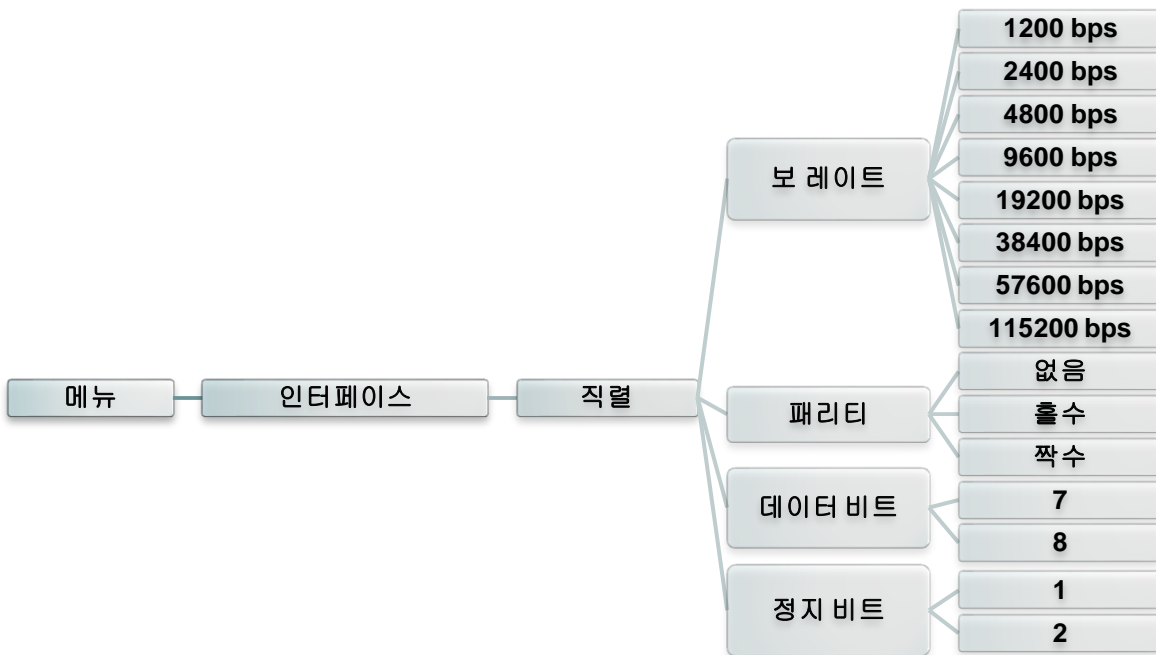 메뉴
인터페이스
직렬
보 레이트
1200 bps
2400 bps
4800 bps
9600 bps
19200 bps
38400 bps
57600 bps
115200 bps
패리티
없음
홀수
짝수
데이터 비트
7
8
정지 비트
1
2